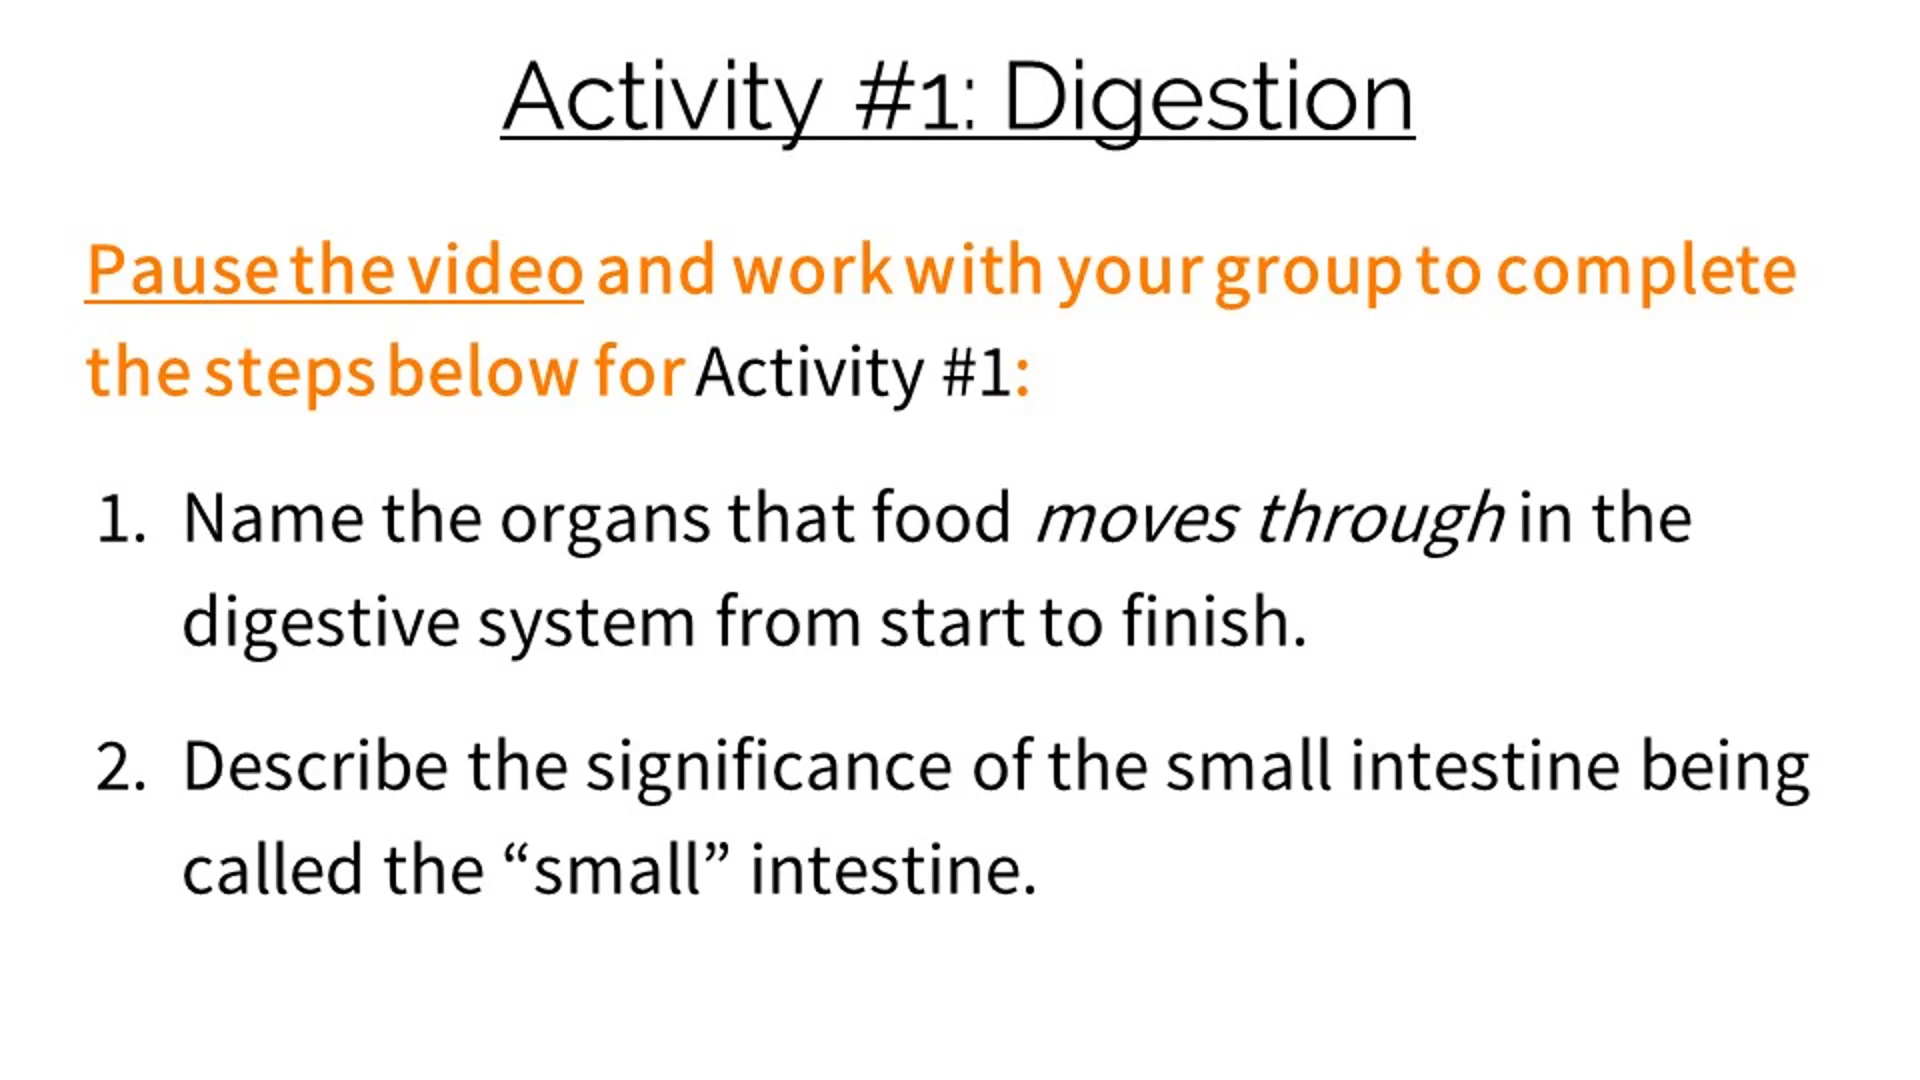 Activity #1: Digestion
Pause the video and work with your group to complete
the steps below for Activity #1:
1. Name the organs that food moves through in the
digestive system from start to finish.
2. Describe the significance of the small intestine being
called the “small” intestine.